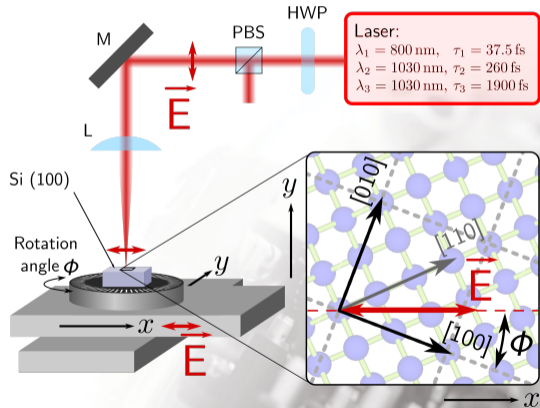 HWP
PBS
M
Laser:
λ₁ = 800 nm, τ₁ = 37.5 fs
λ₂ = 1030 nm, τ₂ = 260 fs
λ₃ = 1030 nm, τ₃ = 1900 fs
E
L
Si (100)
Rotation
angle Φ
y
x
E
y
[010]
[110]
E
[100]
Φ
x